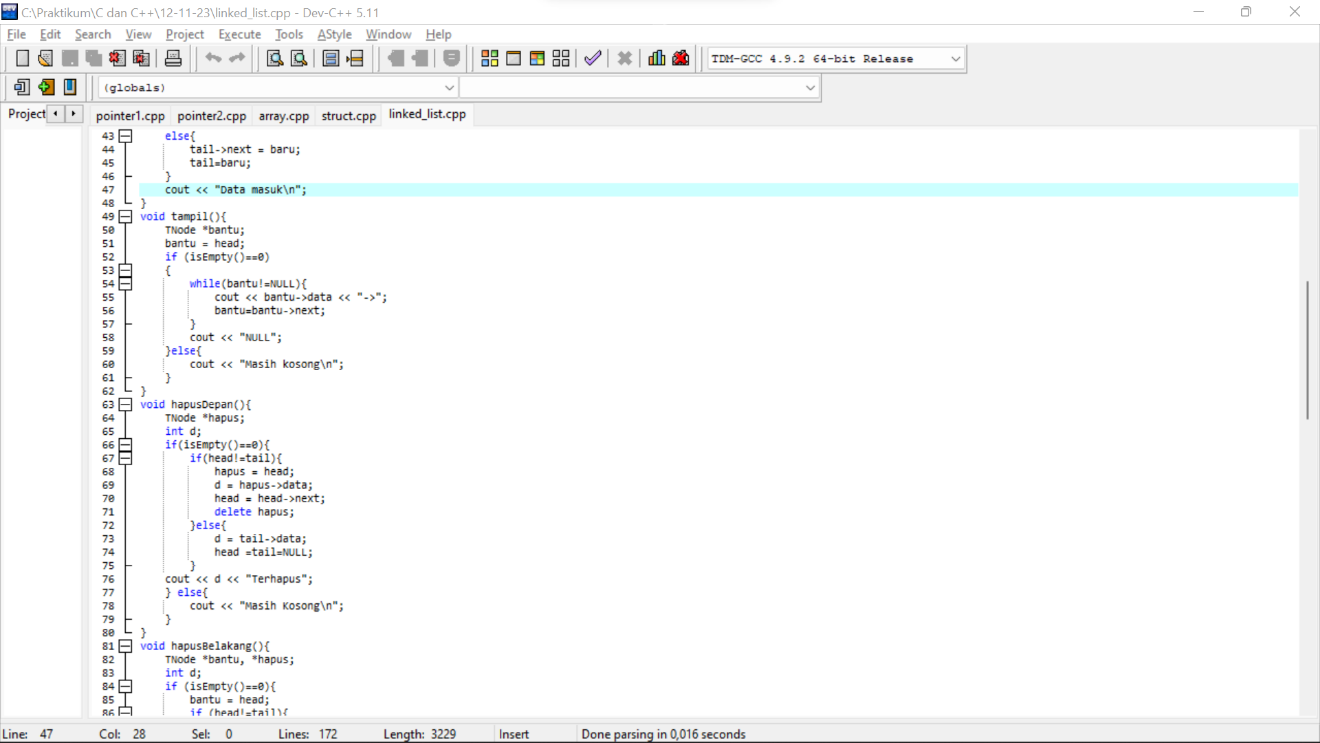 C:\Praktikum\C dan C++\12-11-23\linked_list.cpp - Dev-C++ 5.11
File Edit Search View Project Execute Tools AStyle Window Help
TDM-GCC 4.9.2 64-bit Release
(globals)
Project pointer1.cpp pointer2.cpp array.cpp struct.cpp linked_list.cpp
43 else{
44 tail->next = baru;
45 tail=baru;
46 }
47 cout << "Data masuk\n";
48 }
49 void tampil(){
50 TNode *bantu;
51 bantu = head;
52 if (isEmpty()==0)
53 {
54 while(bantu!=NULL){
55 cout << bantu->data << "->";
56 bantu=bantu->next;
57 }
58 cout << "NULL";
59 }else{
60 cout << "Masih kosong\n";
61 }
62 }
63 void hapusDepan(){
64 TNode *hapus;
65 int d;
66 if(isEmpty()==0){
67 if(head!=tail){
68 hapus = head;
69 d = hapus->data;
70 head = head->next;
71 delete hapus;
72 }else{
73 d = tail->data;
74 head =tail=NULL;
75 }
76 cout << d << "Terhapus";
77 } else{
78 cout << "Masih Kosong\n";
79 }
80 }
81 void hapusBelakang(){
82 TNode *bantu, *hapus;
83 int d;
84 if (isEmpty()==0){
85 bantu = head;
86 if (head!=tail){
Line: 47 Col: 28 Sel: 0 Lines: 172 Length: 3229 Insert Done parsing in 0,016 seconds